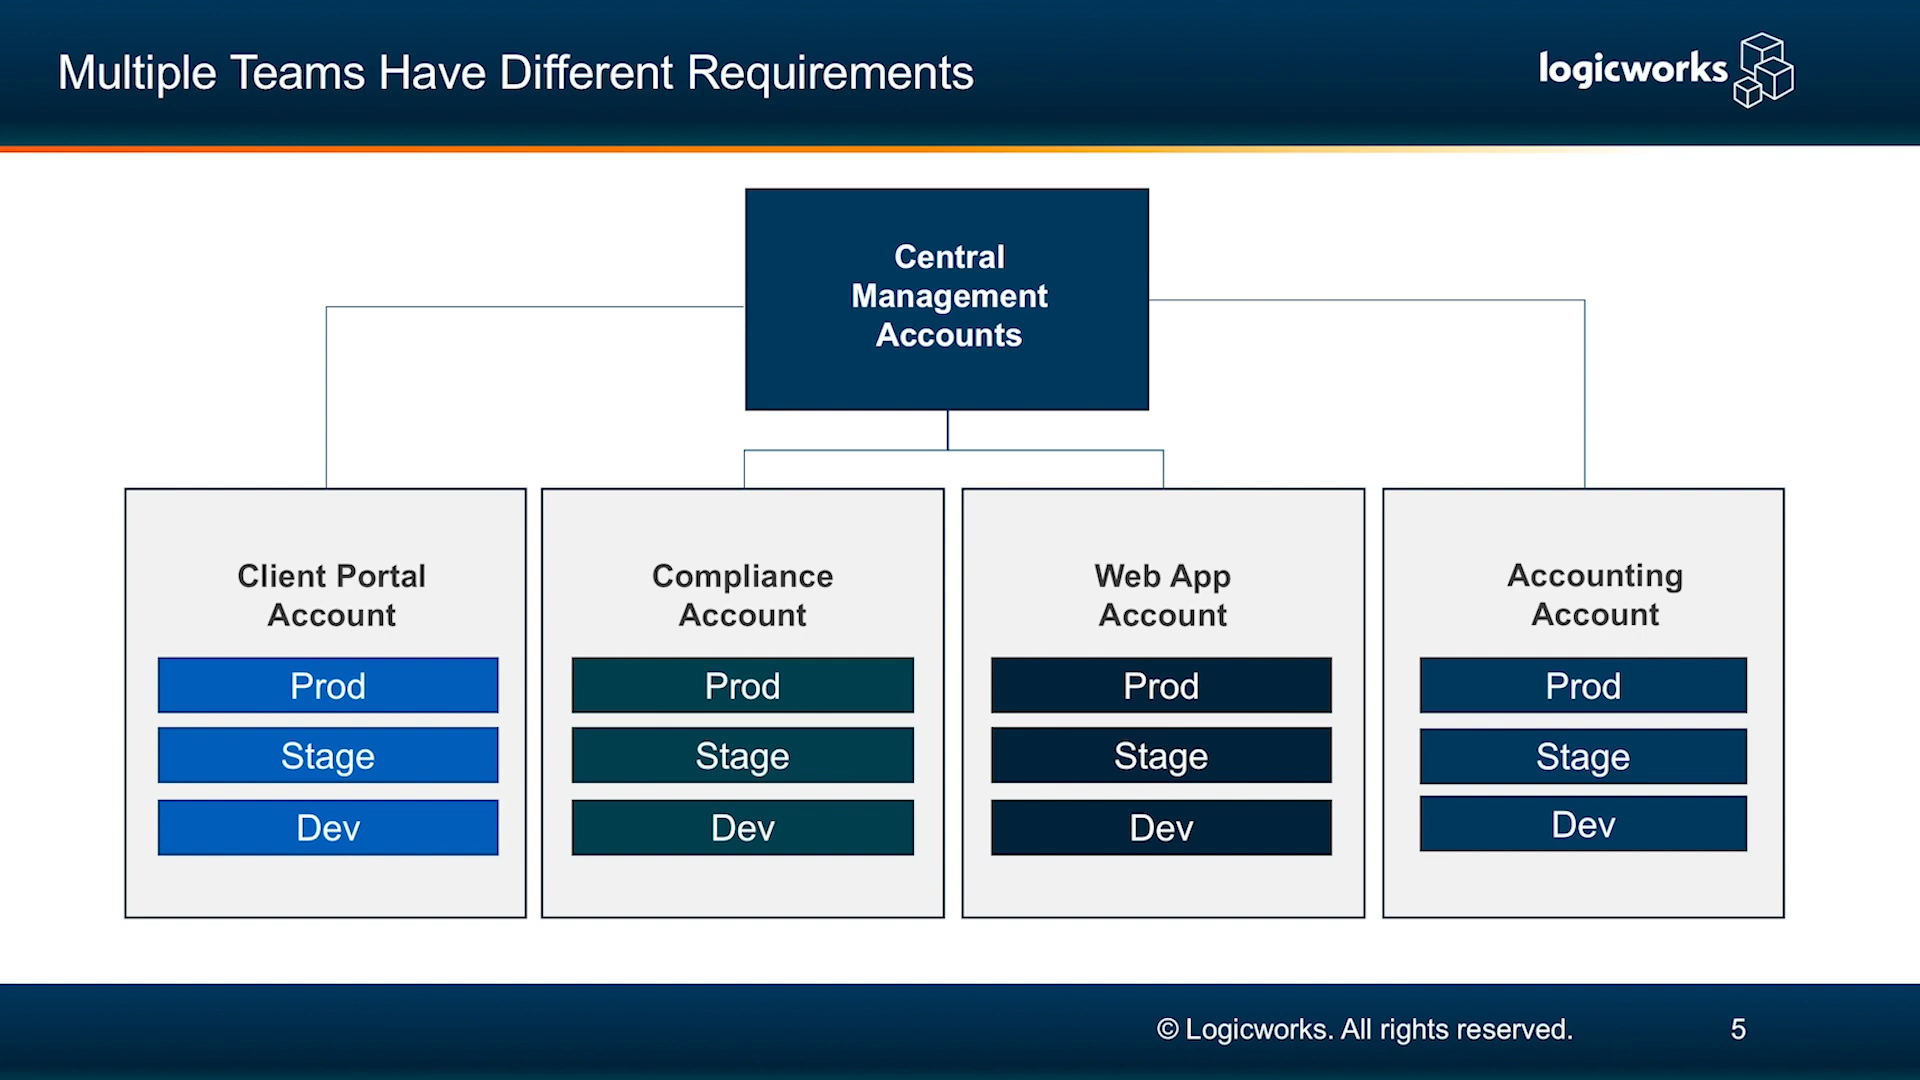 Multiple Teams Have Different Requirements
logicworks
Central
Management
Accounts
Client Portal
Account
Prod
Stage
Dev
Compliance
Account
Prod
Stage
Dev
Web App
Account
Prod
Stage
Dev
Accounting
Account
Prod
Stage
Dev
© Logicworks. All rights reserved.
5